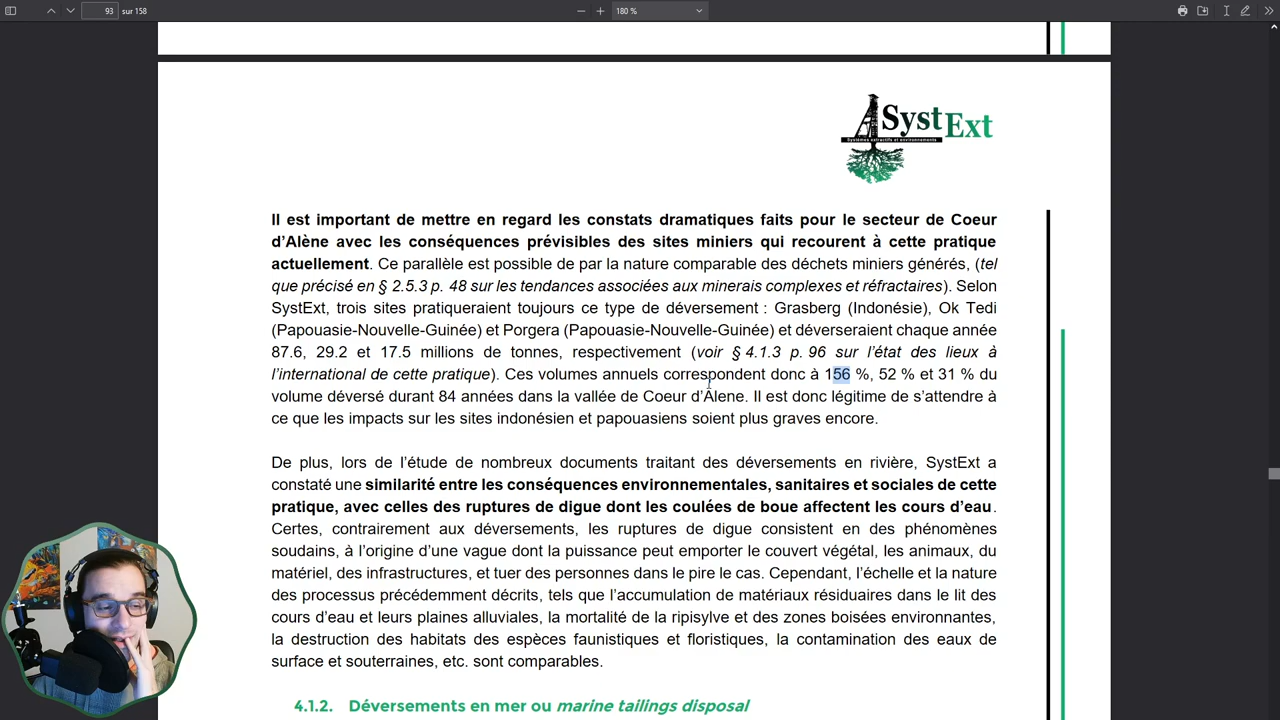 93 sur 158
180 %
SystExt
Systèmes extractifs et environnements
Il est important de mettre en regard les constats dramatiques faits pour le secteur de Coeur
d’Alène avec les conséquences prévisibles des sites miniers qui recourent à cette pratique
actuellement. Ce parallèle est possible de par la nature comparable des déchets miniers générés, (tel
que précisé en § 2.5.3 p. 48 sur les tendances associées aux minerais complexes et réfractaires). Selon
SystExt, trois sites pratiqueraient toujours ce type de déversement : Grasberg (Indonésie), Ok Tedi
(Papouasie-Nouvelle-Guinée) et Porgera (Papouasie-Nouvelle-Guinée) et déverseraient chaque année
87.6, 29.2 et 17.5 millions de tonnes, respectivement (voir § 4.1.3 p. 96 sur l’état des lieux à
l’international de cette pratique). Ces volumes annuels correspondent donc à 156 %, 52 % et 31 % du
volume déversé durant 84 années dans la vallée de Coeur d’Alene. Il est donc légitime de s’attendre à
ce que les impacts sur les sites indonésien et papouasiens soient plus graves encore.
De plus, lors de l’étude de nombreux documents traitant des déversements en rivière, SystExt a
constaté une similarité entre les conséquences environnementales, sanitaires et sociales de cette
pratique, avec celles des ruptures de digue dont les coulées de boue affectent les cours d’eau.
Certes, contrairement aux déversements, les ruptures de digue consistent en des phénomènes
soudains, à l’origine d’une vague dont la puissance peut emporter le couvert végétal, les animaux, du
matériel, des infrastructures, et tuer des personnes dans le pire le cas. Cependant, l’échelle et la nature
des processus précédemment décrits, tels que l’accumulation de matériaux résiduaires dans le lit des
cours d’eau et leurs plaines alluviales, la mortalité de la ripisylve et des zones boisées environnantes,
la destruction des habitats des espèces faunistiques et floristiques, la contamination des eaux de
surface et souterraines, etc. sont comparables.
4.1.2. Déversements en mer ou marine tailings disposal